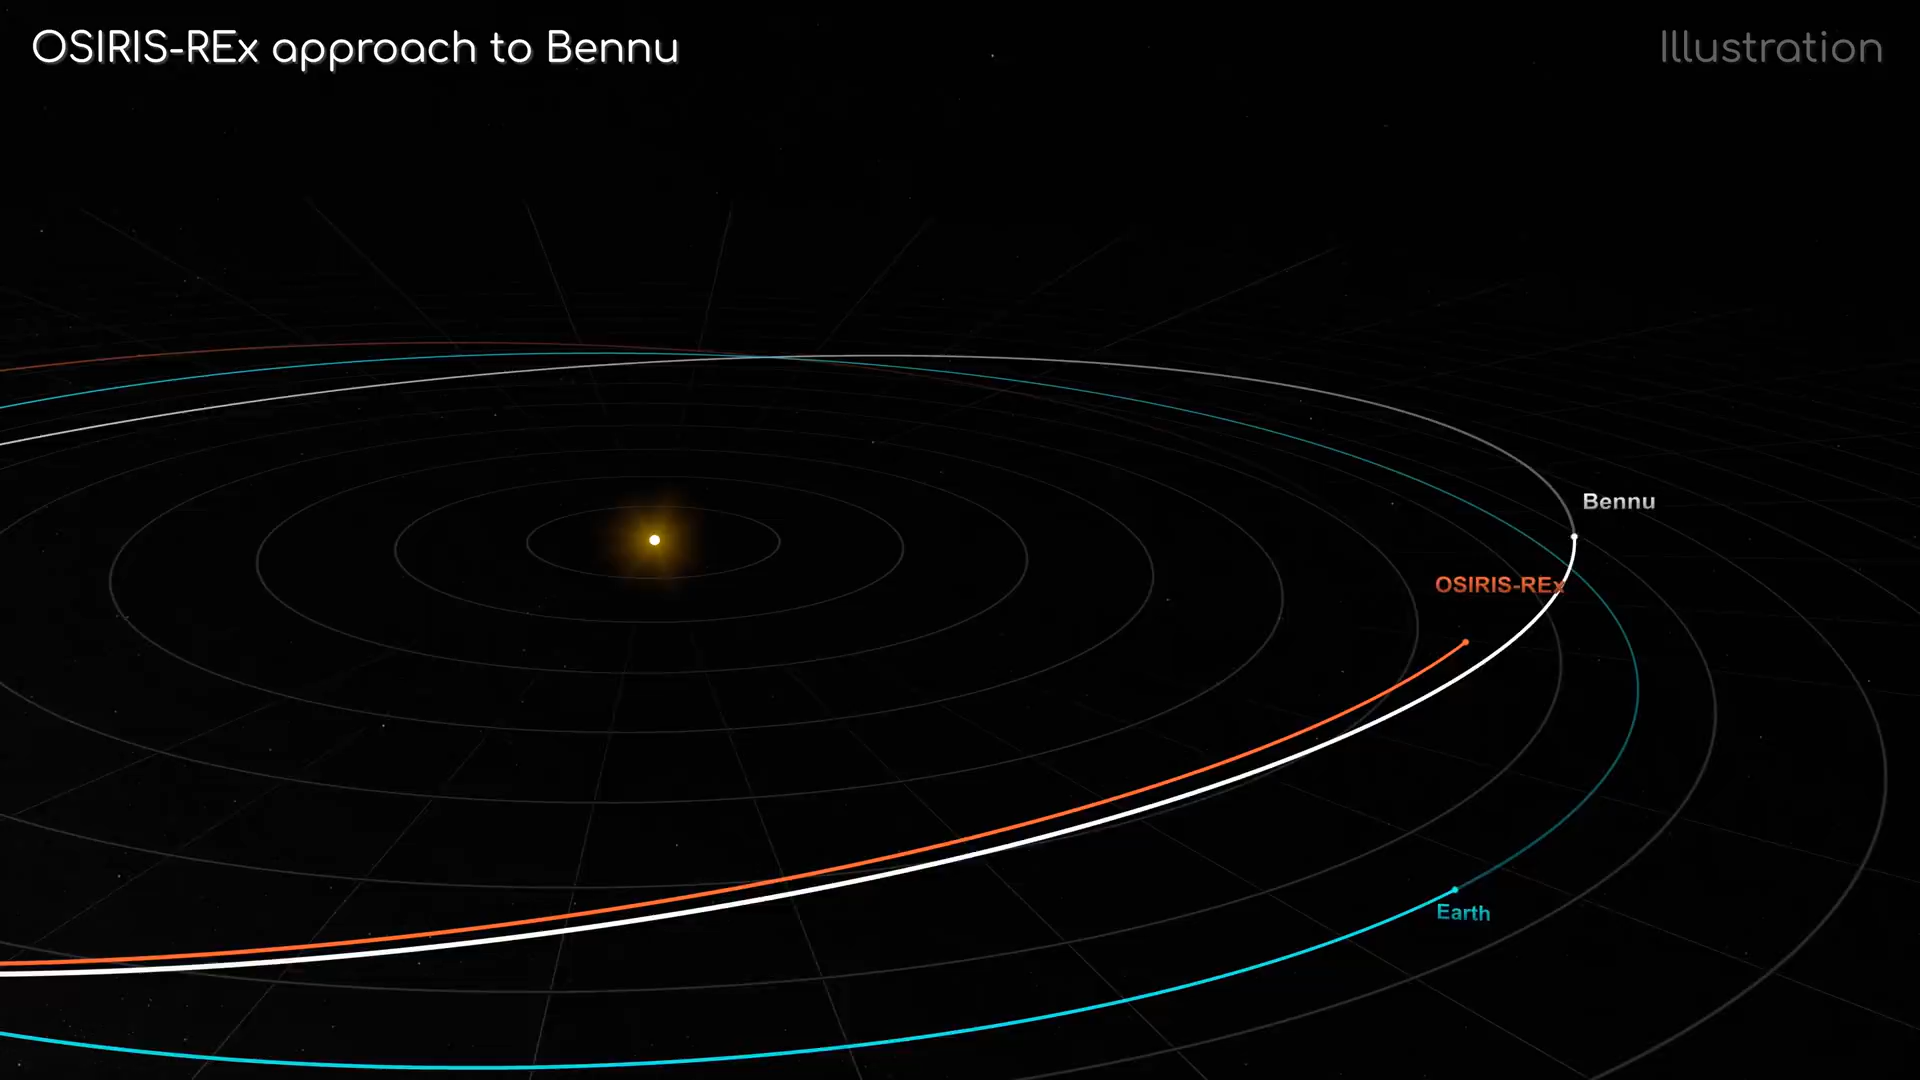 OSIRIS-REx approach to Bennu
Illustration
Bennu
OSIRIS-REx
Earth